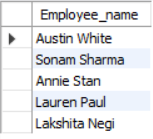 Employee_name
Austin White
Sonam Sharma
Annie Stan
Lauren Paul
Lakshita Negi